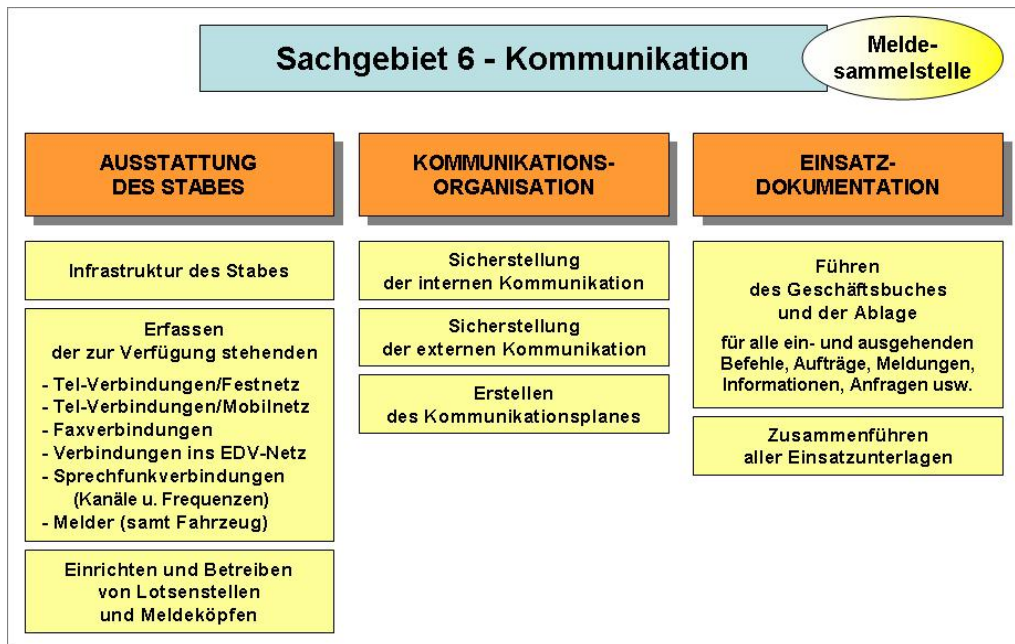 Sachgebiet 6 - Kommunikation
Melde-
sammelstelle
AUSSTATTUNG
DES STABES
Infrastruktur des Stabes
Erfassen
der zur Verfügung stehenden
- Tel-Verbindungen/Festnetz
- Tel-Verbindungen/Mobilnetz
- Faxverbindungen
- Verbindungen ins EDV-Netz
- Sprechfunkverbindungen
(Kanäle u. Frequenzen)
- Melder (samt Fahrzeug)
Einrichten und Betreiben
von Lotsenstellen
und Meldeköpfen
KOMMUNIKATIONS-
ORGANISATION
Sicherstellung
der internen Kommunikation
Sicherstellung
der externen Kommunikation
Erstellen
des Kommunikationsplanes
EINSATZ-
DOKUMENTATION
Führen
des Geschäftsbuches
und der Ablage
für alle ein- und ausgehenden
Befehle, Aufträge, Meldungen,
Informationen, Anfragen usw.
Zusammenführen
aller Einsatzunterlagen